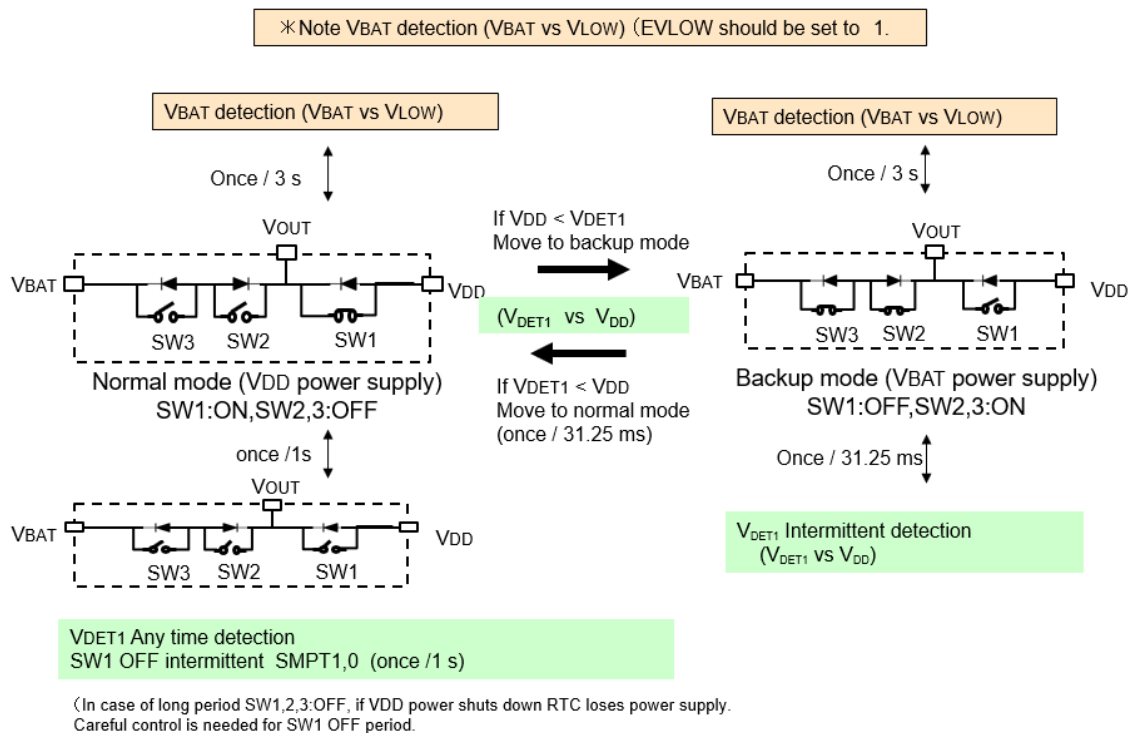 ※Note VBAT detection (VBAT vs VLOW) (EVLOW should be set to 1.
VBAT detection (VBAT vs VLOW)
Once / 3 s
VOUT
VBAT
VDD
SW3
SW2
SW1
Normal mode (VDD power supply)
SW1:ON,SW2,3:OFF
If VDD < VDET1
Move to backup mode
(VDET1 vs VDD)
If VDET1 < VDD
Move to normal mode
(once / 31.25 ms)
VBAT detection (VBAT vs VLOW)
Once / 3 s
VOUT
VBAT
VDD
SW3
SW2
SW1
Backup mode (VBAT power supply)
SW1:OFF,SW2,3:ON
once /1s
VOUT
VBAT
VDD
SW3
SW2
SW1
Once / 31.25 ms
VDET1 Intermittent detection
(VDET1 vs VDD)
VDET1 Any time detection
SW1 OFF intermittent SMPT1,0 (once /1 s)
(In case of long period SW1,2,3:OFF, if VDD power shuts down RTC loses power supply.
Careful control is needed for SW1 OFF period.